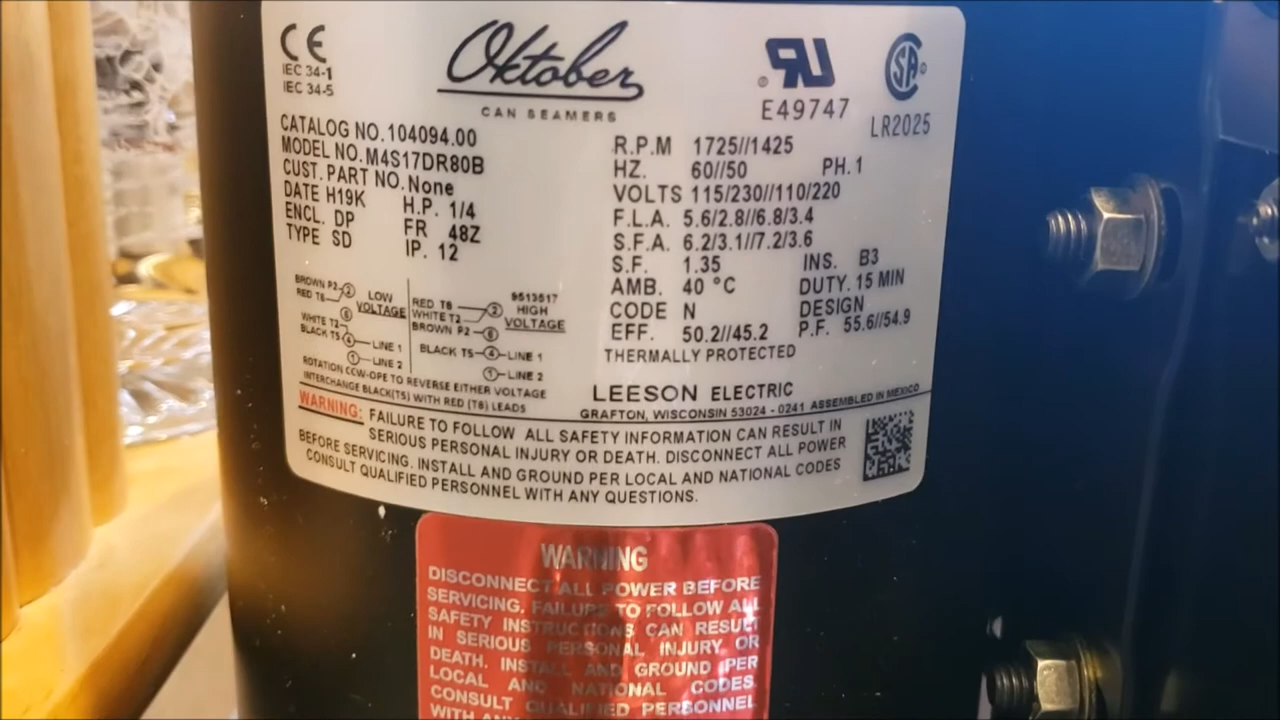 CE
IEC 34-1
IEC 34-5
Oktober
CAN SEAMERS
E49747
LR2025
CATALOG NO. 104094.00
MODEL NO. M4S17DR80B
CUST. PART NO. None
DATE H19K H.P. 1/4
ENCL. DP FR 48Z
TYPE SD IP. 12
R.P.M 1725//1425
HZ. 60//50 PH. 1
VOLTS 115/230//110/220
F.L.A. 5.6/2.8//6.8/3.4
S.F.A. 6.2/3.1//7.2/3.6
S.F. 1.35 INS. B3
AMB. 40 °C DUTY. 15 MIN
CODE N DESIGN
EFF. 50.2//45.2 P.F. 55.6//54.9
THERMALLY PROTECTED
BROWN P2 2 LOW
RED T8 VOLTAGE
6
WHITE T2
BLACK T5 4 LINE 1
1 LINE 2
RED T8 2 9513517
WHITE T2 HIGH
BROWN P2 6 VOLTAGE
BLACK T5 4 LINE 1
1 LINE 2
ROTATION CCW-OPE TO REVERSE EITHER VOLTAGE
INTERCHANGE BLACK(T5) WITH RED (T8) LEADS
LEESON ELECTRIC
GRAFTON, WISCONSIN 53024 - 0241 ASSEMBLED IN MEXICO
WARNING: FAILURE TO FOLLOW ALL SAFETY INFORMATION CAN RESULT IN
SERIOUS PERSONAL INJURY OR DEATH. DISCONNECT ALL POWER
BEFORE SERVICING. INSTALL AND GROUND PER LOCAL AND NATIONAL CODES
CONSULT QUALIFIED PERSONNEL WITH ANY QUESTIONS.
WARNING
DISCONNECT ALL POWER BEFORE
SERVICING. FAILURE TO FOLLOW ALL
SAFETY INSTRUCTIONS CAN RESULT
IN SERIOUS PERSONAL INJURY OR
DEATH. INSTALL AND GROUND PER
LOCAL AND NATIONAL CODES.
CONSULT QUALIFIED PERSONNEL
WITH ANY